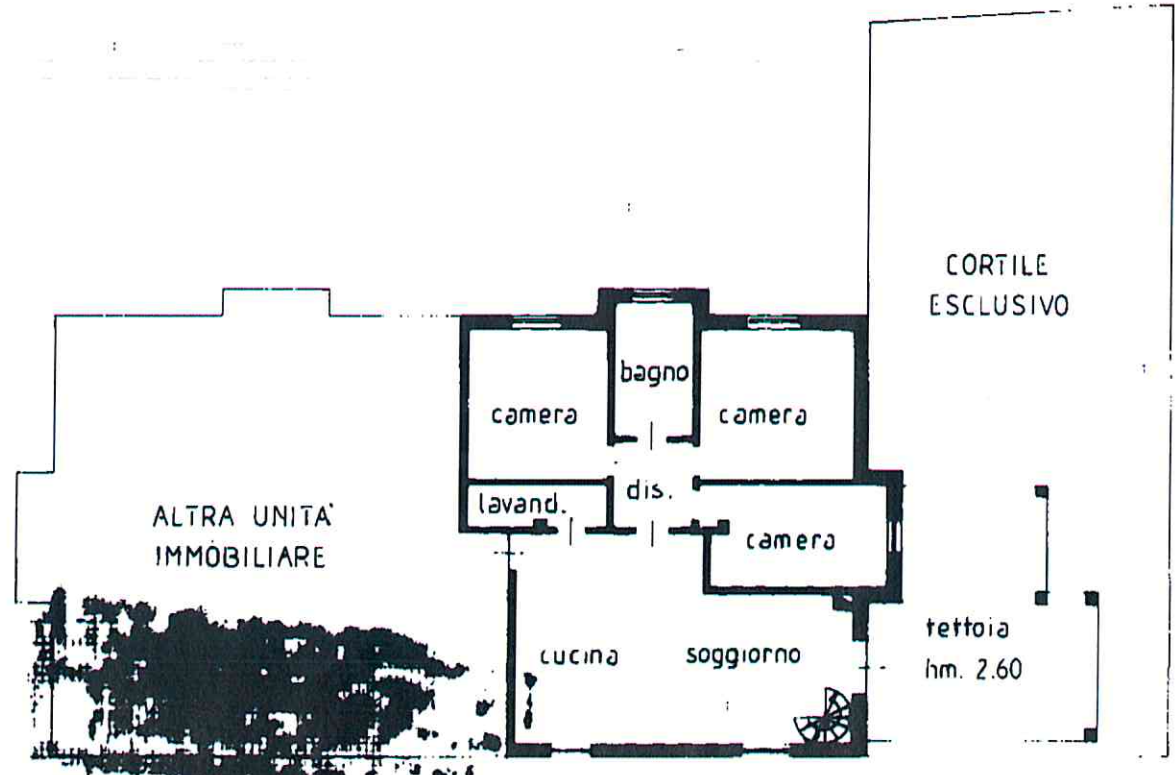 CORTILE
ESCLUSIVO
bagno
camera
camera
dis.
lavand.
ALTRA UNITA'
IMMOBILIARE
camera
tettoia
hm. 2.60
cucina
soggiorno